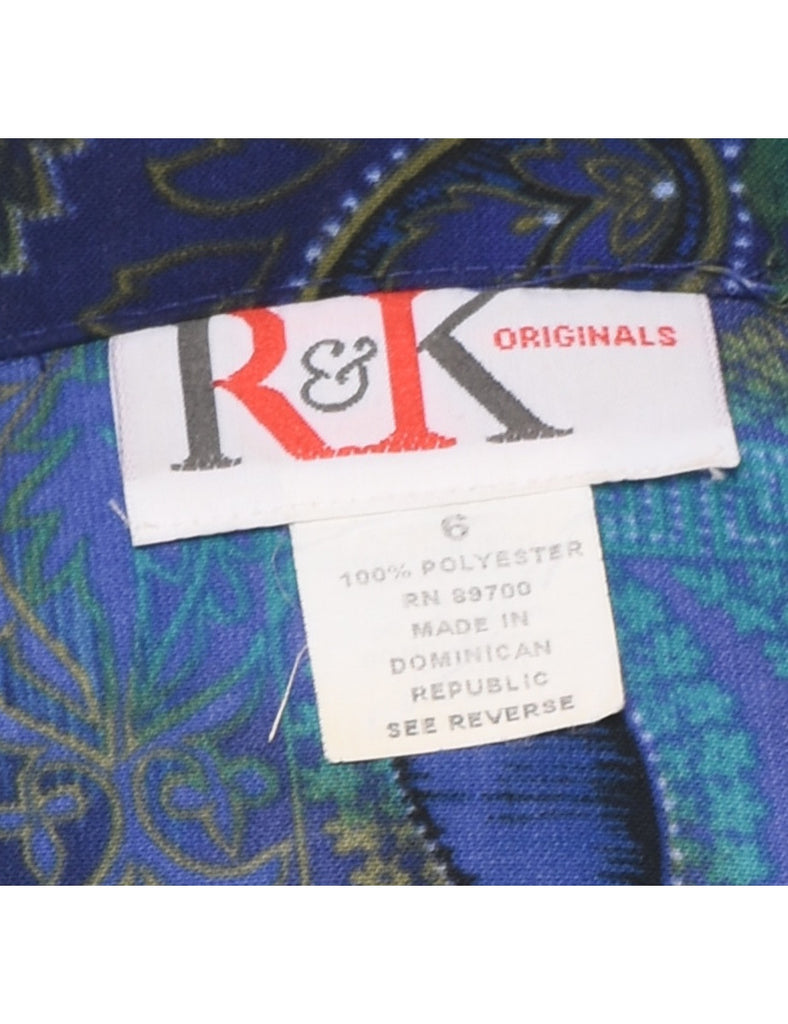 R&K ORIGINALS
6
100% POLYESTER
RN 89700
MADE IN
DOMINICAN
REPUBLIC
SEE REVERSE